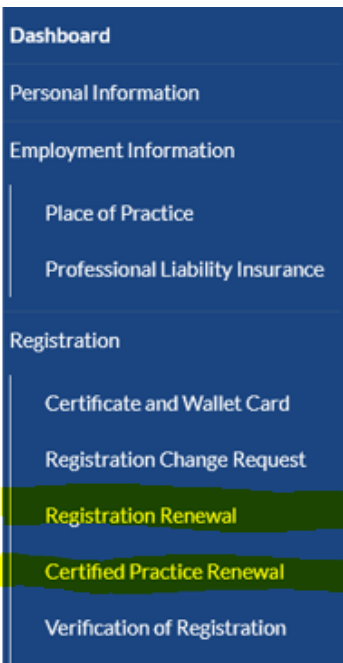 Dashboard
Personal Information
Employment Information
Place of Practice
Professional Liability Insurance
Registration
Certificate and Wallet Card
Registration Change Request
Registration Renewal
Certified Practice Renewal
Verification of Registration